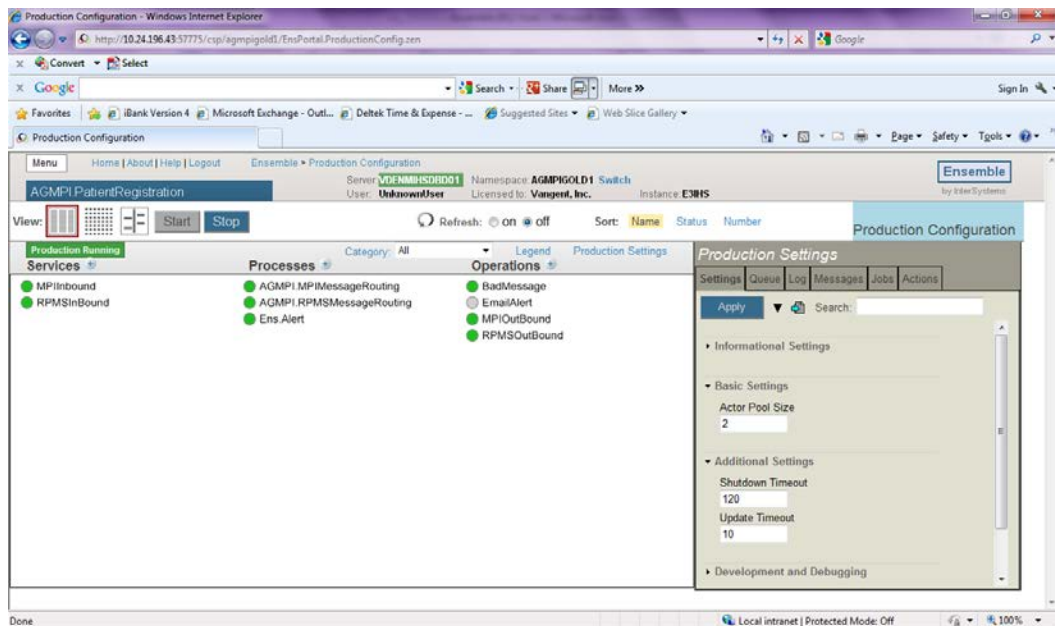 Production Configuration - Windows Internet Explorer
http://10.24.196.43:57775/csp/agmpigold1/EnsPortal.ProductionConfig.zen
Google
x Convert Select
x Google Search Share More » Sign In
Favorites iBank Version 4 Microsoft Exchange - Outl... Deltek Time & Expense - ... Suggested Sites Web Slice Gallery
Production Configuration
Page Safety Tools
Menu Home | About | Help | Logout Ensemble » Production Configuration
Server: VDENMIHSDBD01 Namespace: AGMPIGOLD1 Switch
User: UnknownUser Licensed to: Vangent, Inc. Instance: E3IHS
Ensemble
by InterSystems
AGMPI.PatientRegistration
View: Start Stop Refresh: on off Sort: Name Status Number
Production Configuration
Production Running
Category: All Legend Production Settings
Services Processes Operations
MPIInbound AGMPI.MPIMessageRouting BadMessage
RPMSInBound AGMPI.RPMSMessageRouting EmailAlert
Ens.Alert MPIOutBound
RPMSOutBound
Production Settings
Settings Queue Log Messages Jobs Actions
Apply Search:
Informational Settings
Basic Settings
Actor Pool Size
2
Additional Settings
Shutdown Timeout
120
Update Timeout
10
Development and Debugging
Done Local intranet | Protected Mode: Off 100%